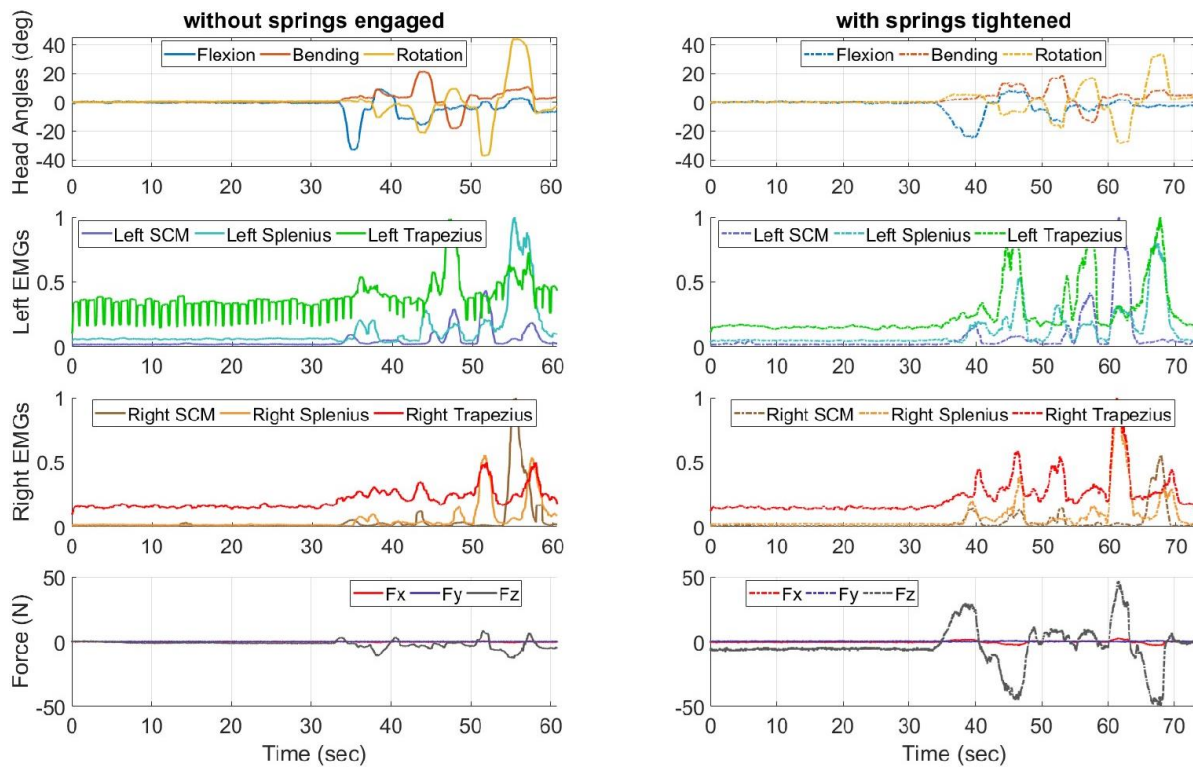 without springs engaged
with springs tightened
Head Angles (deg)
40
20
0
-20
-40
Flexion Bending Rotation
0 10 20 30 40 50 60
40
20
0
-20
-40
Flexion Bending Rotation
0 10 20 30 40 50 60 70
Left EMGs
1
0.5
0
Left SCM Left Splenius Left Trapezius
0 10 20 30 40 50 60
1
0.5
0
Left SCM Left Splenius Left Trapezius
0 10 20 30 40 50 60 70
Right EMGs
1
0.5
0
Right SCM Right Splenius Right Trapezius
0 10 20 30 40 50 60
1
0.5
0
Right SCM Right Splenius Right Trapezius
0 10 20 30 40 50 60 70
Force (N)
50
0
-50
Fx Fy Fz
0 10 20 30 40 50 60
Time (sec)
50
0
-50
Fx Fy Fz
0 10 20 30 40 50 60 70
Time (sec)